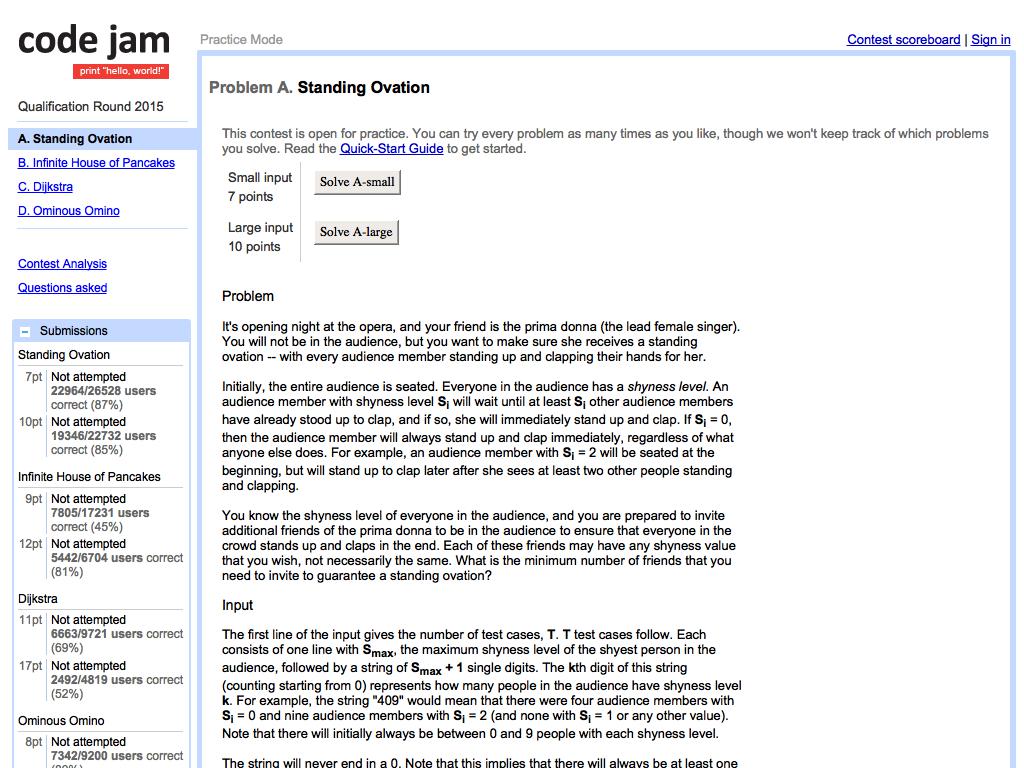 code jam
print "hello, world!"
Practice Mode
Contest scoreboard | Sign in
Qualification Round 2015
A. Standing Ovation
B. Infinite House of Pancakes
C. Dijkstra
D. Ominous Omino
Contest Analysis
Questions asked
Submissions
Standing Ovation
7pt Not attempted
22964/26528 users
correct (87%)
10pt Not attempted
19346/22732 users
correct (85%)
Infinite House of Pancakes
9pt Not attempted
7805/17231 users
correct (45%)
12pt Not attempted
5442/6704 users correct
(81%)
Dijkstra
11pt Not attempted
6663/9721 users correct
(69%)
17pt Not attempted
2492/4819 users correct
(52%)
Ominous Omino
8pt Not attempted
7342/9200 users correct
Problem A. Standing Ovation
This contest is open for practice. You can try every problem as many times as you like, though we won't keep track of which problems
you solve. Read the Quick-Start Guide to get started.
Small input
7 points
Solve A-small
Large input
10 points
Solve A-large
Problem
It's opening night at the opera, and your friend is the prima donna (the lead female singer).
You will not be in the audience, but you want to make sure she receives a standing
ovation -- with every audience member standing up and clapping their hands for her.
Initially, the entire audience is seated. Everyone in the audience has a shyness level. An
audience member with shyness level Si will wait until at least Si other audience members
have already stood up to clap, and if so, she will immediately stand up and clap. If Si = 0,
then the audience member will always stand up and clap immediately, regardless of what
anyone else does. For example, an audience member with Si = 2 will be seated at the
beginning, but will stand up to clap later after she sees at least two other people standing
and clapping.
You know the shyness level of everyone in the audience, and you are prepared to invite
additional friends of the prima donna to be in the audience to ensure that everyone in the
crowd stands up and claps in the end. Each of these friends may have any shyness value
that you wish, not necessarily the same. What is the minimum number of friends that you
need to invite to guarantee a standing ovation?
Input
The first line of the input gives the number of test cases, T. T test cases follow. Each
consists of one line with Smax, the maximum shyness level of the shyest person in the
audience, followed by a string of Smax + 1 single digits. The kth digit of this string
(counting starting from 0) represents how many people in the audience have shyness level
k. For example, the string "409" would mean that there were four audience members with
Si = 0 and nine audience members with Si = 2 (and none with Si = 1 or any other value).
Note that there will initially always be between 0 and 9 people with each shyness level.
The string will never end in a 0. Note that this implies that there will always be at least one